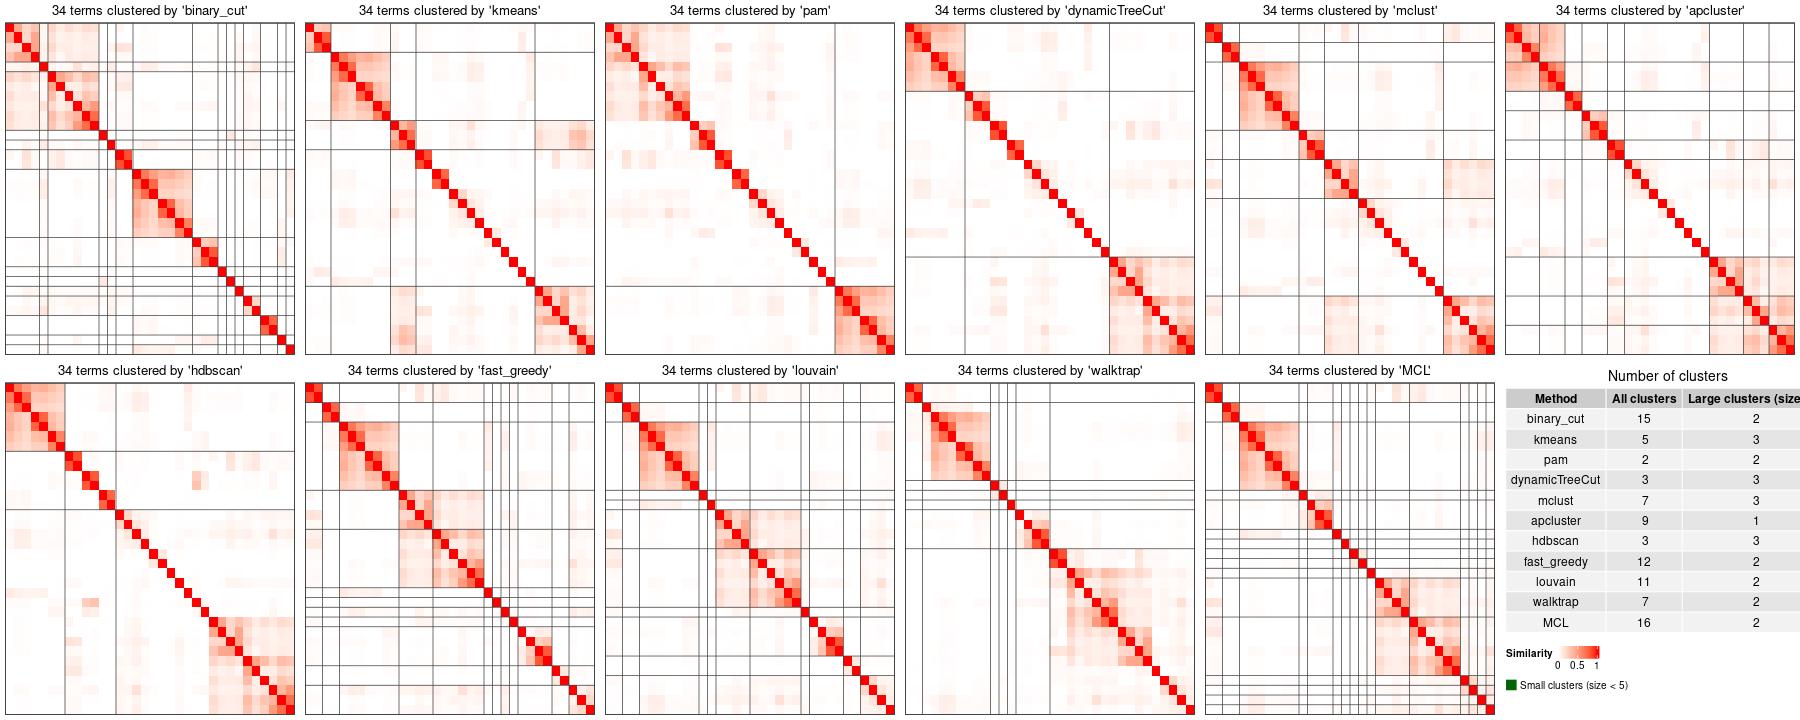 34 terms clustered by 'binary_cut'
34 terms clustered by 'kmeans'
34 terms clustered by 'pam'
34 terms clustered by 'dynamicTreeCut'
34 terms clustered by 'mclust'
34 terms clustered by 'apcluster'
34 terms clustered by 'hdbscan'
34 terms clustered by 'fast_greedy'
34 terms clustered by 'louvain'
34 terms clustered by 'walktrap'
34 terms clustered by 'MCL'
Number of clusters
Method All clusters Large clusters (size
binary_cut 15 2
kmeans 5 3
pam 2 2
dynamicTreeCut 3 3
mclust 7 3
apcluster 9 1
hdbscan 3 3
fast_greedy 12 2
louvain 11 2
walktrap 7 2
MCL 16 2
Similarity
0 0.5 1
Small clusters (size < 5)